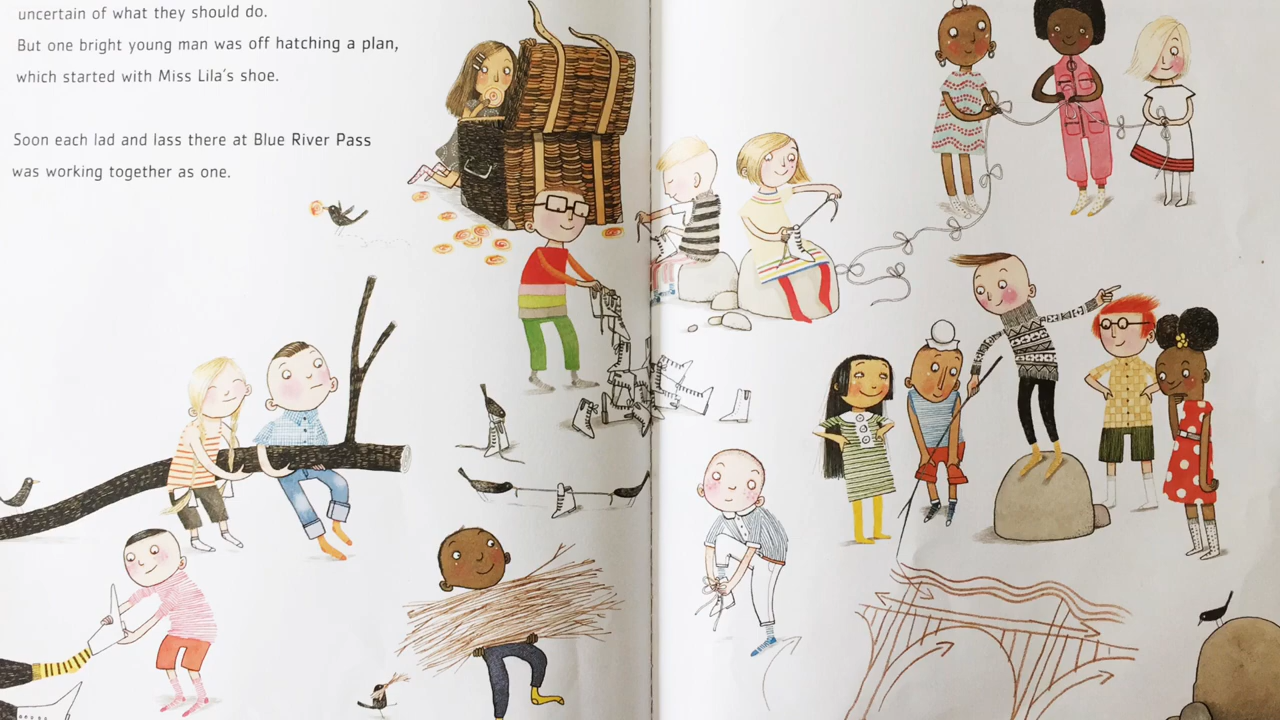 uncertain of what they should do.
But one bright young man was off hatching a plan,
which started with Miss Lila's shoe.
Soon each lad and lass there at Blue River Pass
was working together as one.